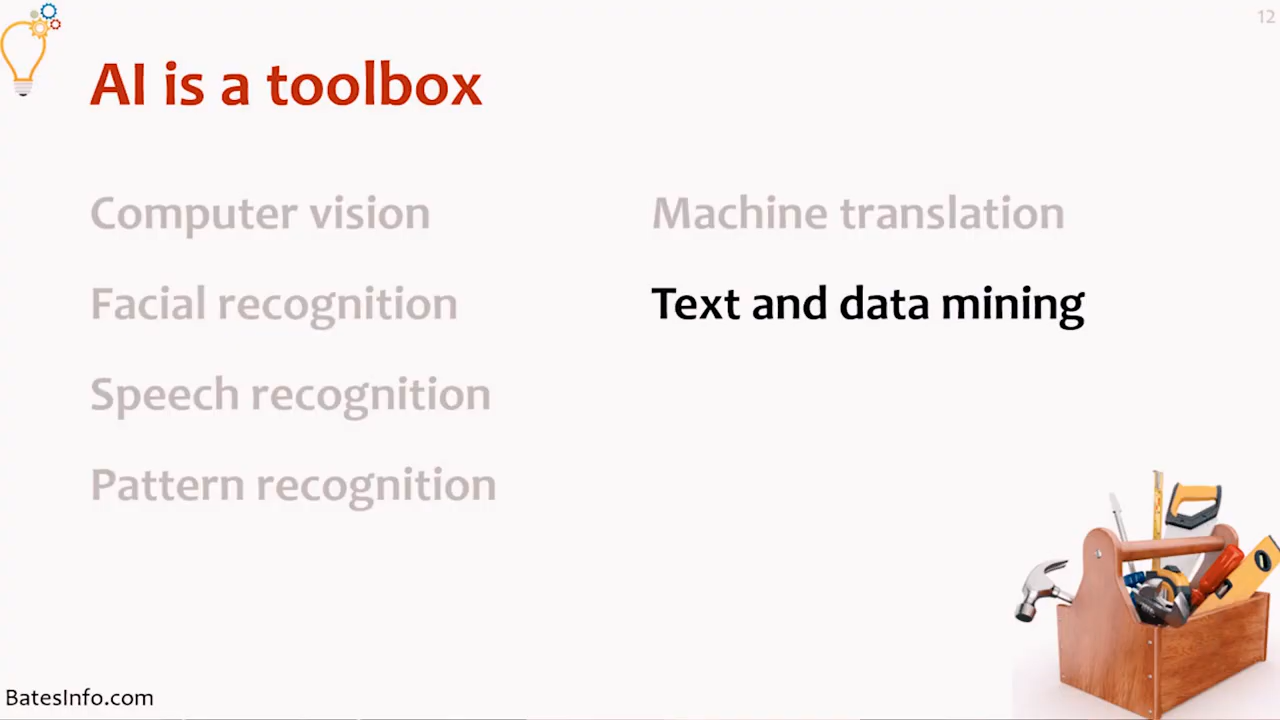 12
AI is a toolbox
Computer vision
Facial recognition
Speech recognition
Pattern recognition
Machine translation
Text and data mining
BatesInfo.com